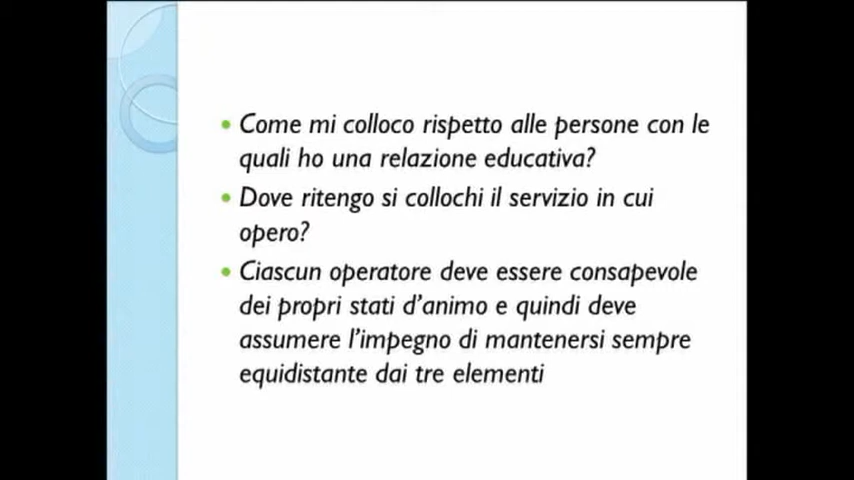 • Come mi colloco rispetto alle persone con le
quali ho una relazione educativa?
• Dove ritengo si collochi il servizio in cui
opero?
• Ciascun operatore deve essere consapevole
dei propri stati d'animo e quindi deve
assumere l'impegno di mantenersi sempre
equidistante dai tre elementi